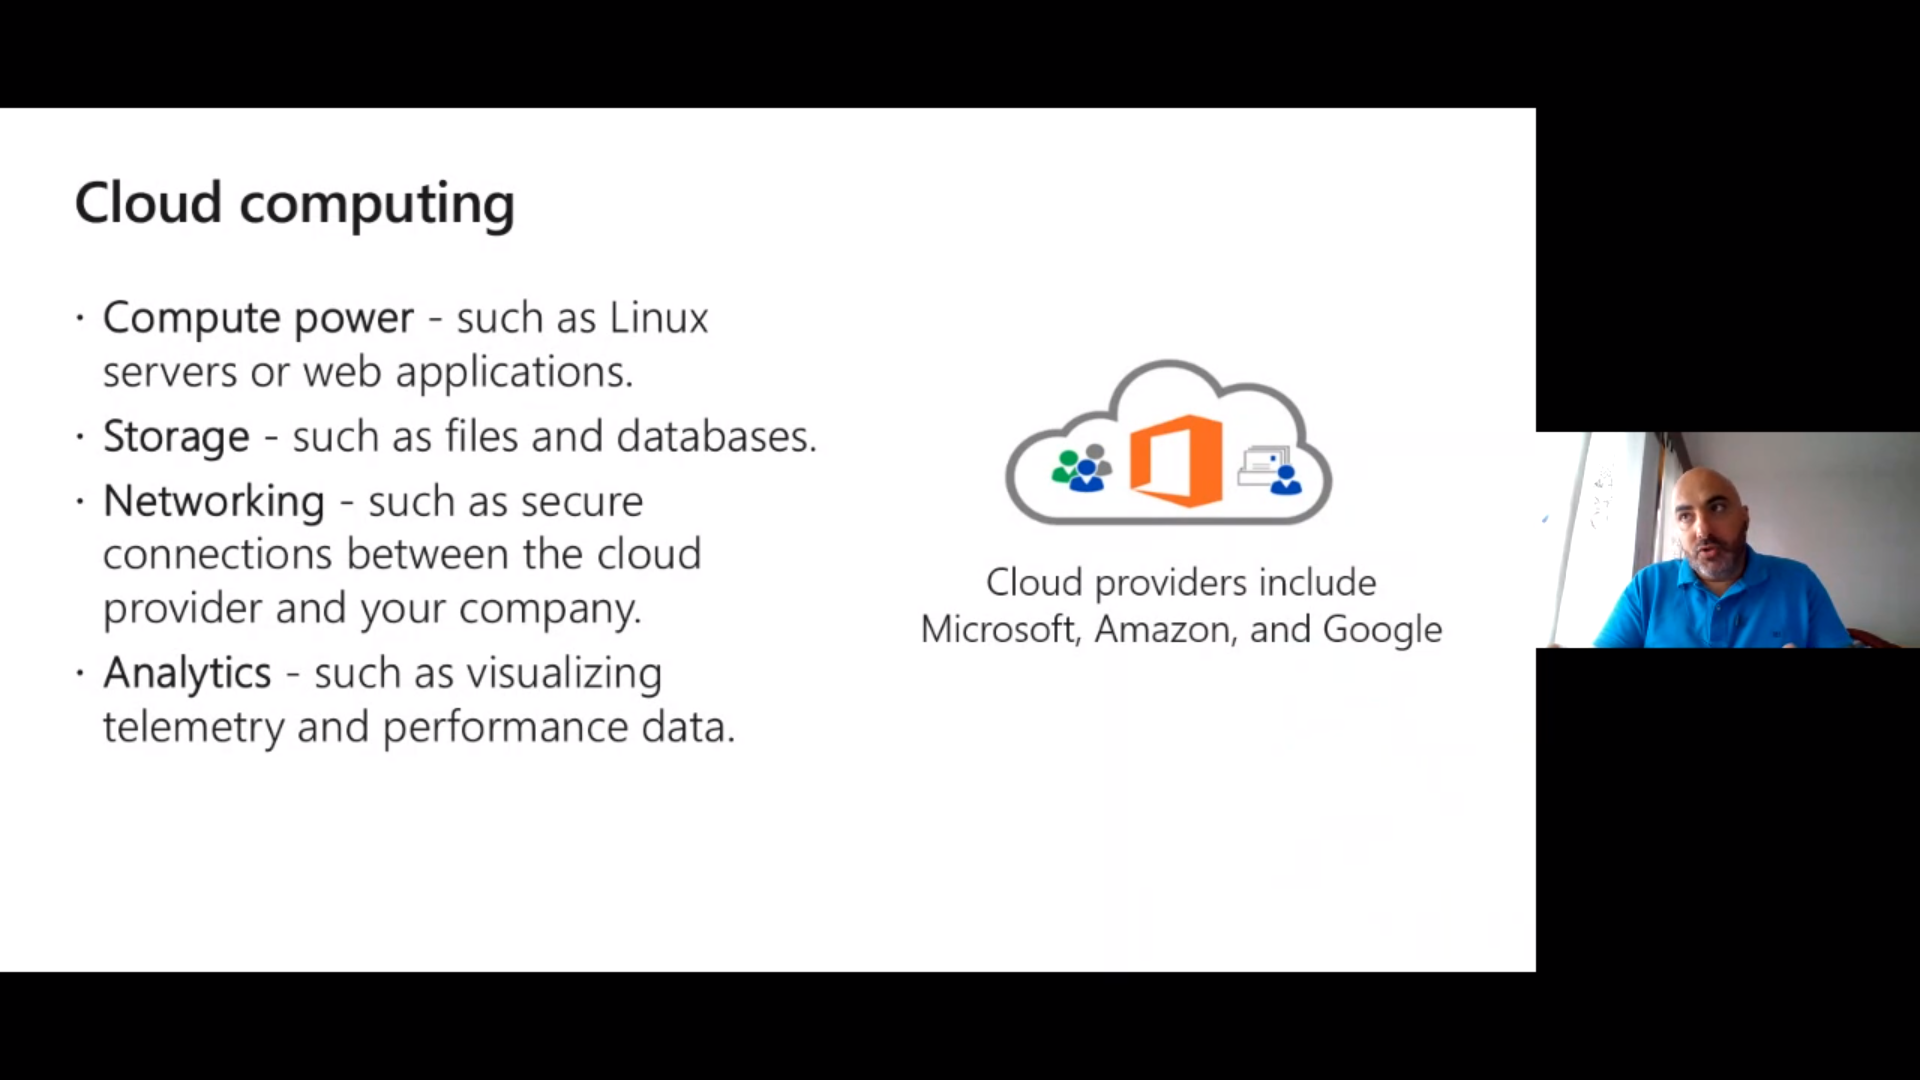 Cloud computing
· Compute power - such as Linux
servers or web applications.
· Storage - such as files and databases.
· Networking - such as secure
connections between the cloud
provider and your company.
· Analytics - such as visualizing
telemetry and performance data.
Cloud providers include
Microsoft, Amazon, and Google